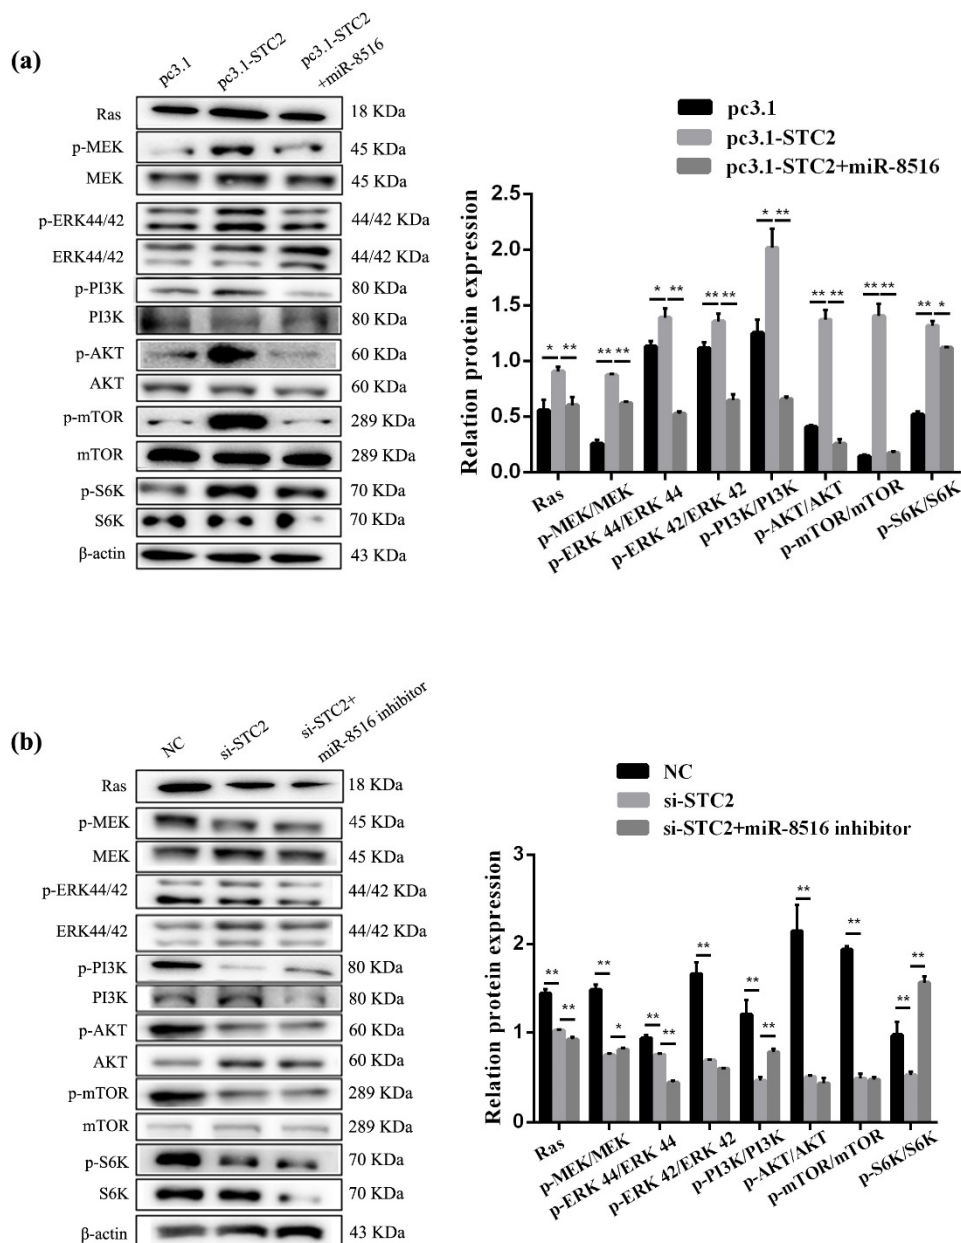 (a)
pc3.1
pc3.1-STC2
pc3.1-STC2
+miR-8516
Ras 18 KDa
p-MEK 45 KDa
MEK 45 KDa
p-ERK44/42 44/42 KDa
ERK44/42 44/42 KDa
p-PI3K 80 KDa
PI3K 80 KDa
p-AKT 60 KDa
AKT 60 KDa
p-mTOR 289 KDa
mTOR 289 KDa
p-S6K 70 KDa
S6K 70 KDa
β-actin 43 KDa
pc3.1
pc3.1-STC2
pc3.1-STC2+miR-8516
Relation protein expression
2.5
2.0
1.5
1.0
0.5
0.0
* ** ** ** * ** ** ** * ** ** ** ** ** ** *
Ras
p-MEK/MEK
p-ERK 44/ERK 44
p-ERK 42/ERK 42
p-PI3K/PI3K
p-AKT/AKT
p-mTOR/mTOR
p-S6K/S6K
(b)
NC
si-STC2
si-STC2+
miR-8516 inhibitor
Ras 18 KDa
p-MEK 45 KDa
MEK 45 KDa
p-ERK44/42 44/42 KDa
ERK44/42 44/42 KDa
p-PI3K 80 KDa
PI3K 80 KDa
p-AKT 60 KDa
AKT 60 KDa
p-mTOR 289 KDa
mTOR 289 KDa
p-S6K 70 KDa
S6K 70 KDa
β-actin 43 KDa
NC
si-STC2
si-STC2+miR-8516 inhibitor
Relation protein expression
3
2
1
0
** ** ** * ** ** ** ** ** ** ** ** **
Ras
p-MEK/MEK
p-ERK 44/ERK 44
p-ERK 42/ERK 42
p-PI3K/PI3K
p-AKT/AKT
p-mTOR/mTOR
p-S6K/S6K